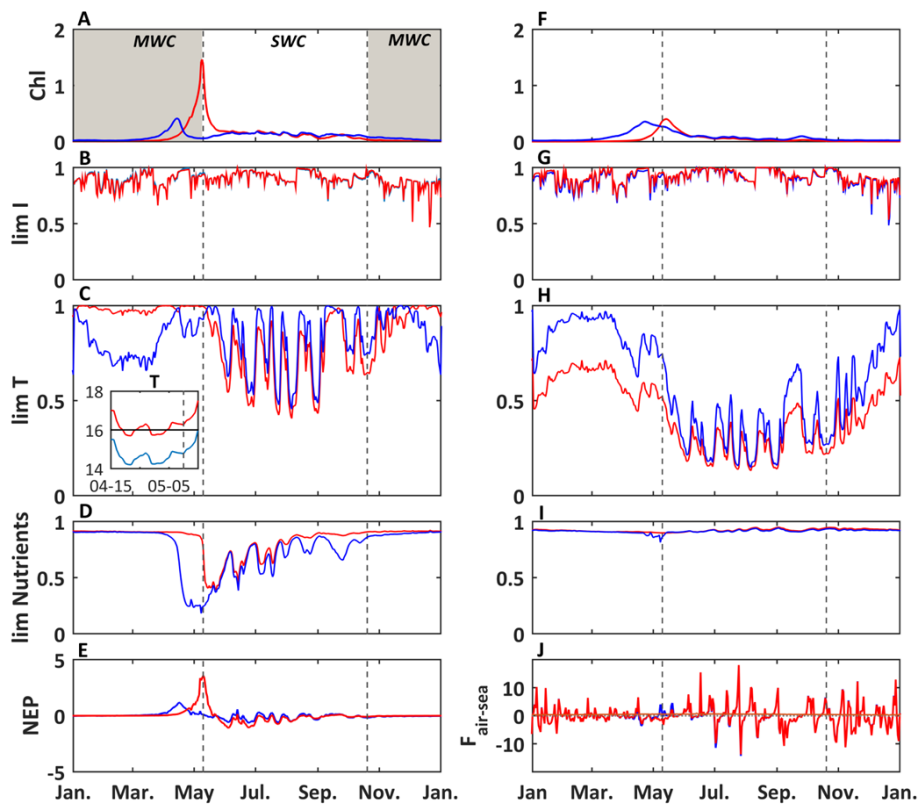 A
MWC
SWC
MWC
2
1
0
Chl
B
1
0.5
0
lim I
C
1
0.5
0
lim T
T
18
16
14
04-15
05-05
D
1
0.5
0
lim Nutrients
E
5
0
-5
NEP
Jan.
Mar.
May
Jul.
Sep.
Nov.
Jan.
F
2
1
0
G
1
0.5
0
H
1
0.5
0
I
1
0.5
0
J
10
0
-10
F air-sea
Jan.
Mar.
May
Jul.
Sep.
Nov.
Jan.